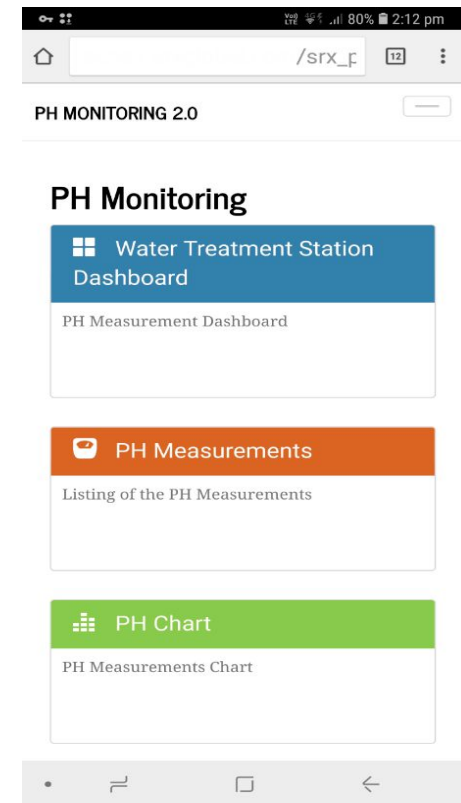 80% 2:12 pm
/srx_p
12
PH MONITORING 2.0
PH Monitoring
Water Treatment Station
Dashboard
PH Measurement Dashboard
PH Measurements
Listing of the PH Measurements
PH Chart
PH Measurements Chart